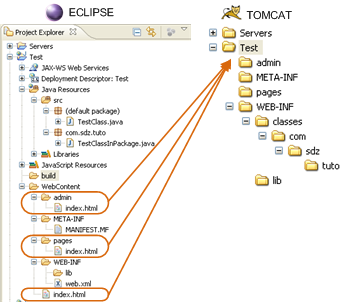 ECLIPSE
TOMCAT
Project Explorer
Servers
Test
JAX-WS Web Services
Deployment Descriptor: Test
Java Resources
src
(default package)
TestClass.java
com.sdz.tuto
TestClassInPackage.java
Libraries
JavaScript Resources
build
WebContent
admin
index.html
META-INF
MANIFEST.MF
pages
index.html
WEB-INF
lib
web.xml
index.html
Servers
Test
admin
META-INF
pages
WEB-INF
classes
com
sdz
tuto
lib